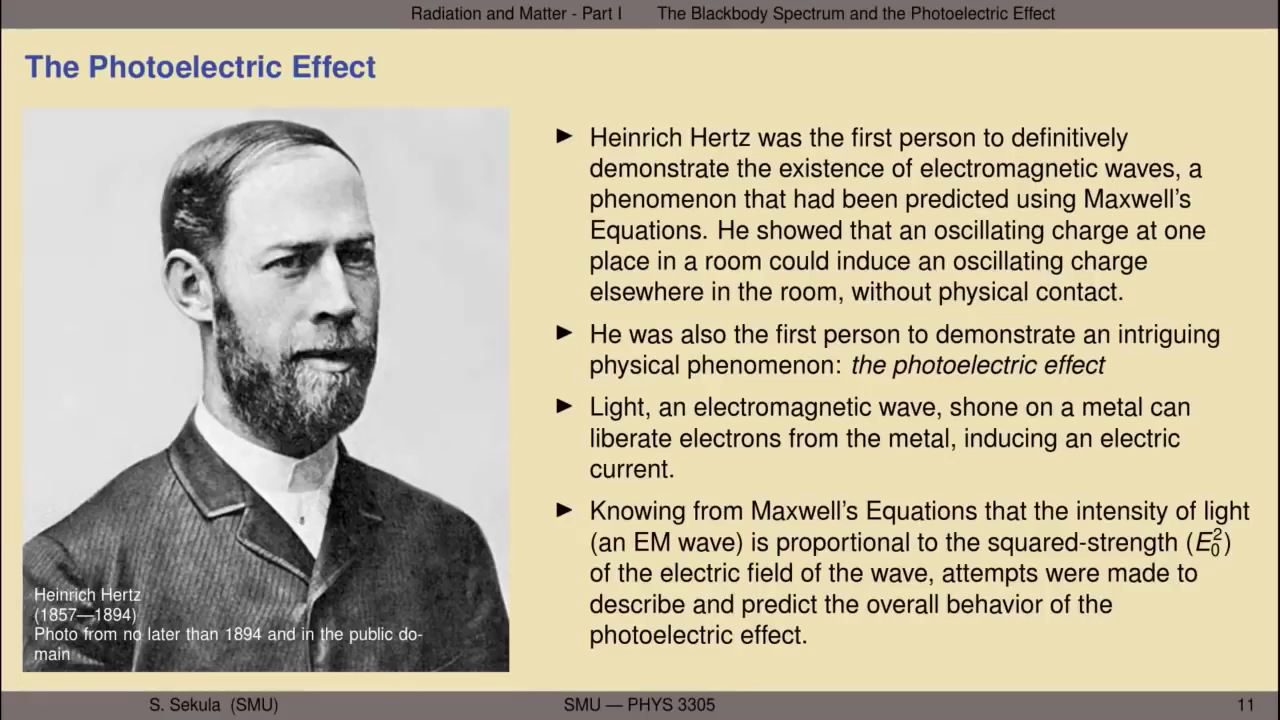 Radiation and Matter - Part I The Blackbody Spectrum and the Photoelectric Effect
The Photoelectric Effect
Heinrich Hertz
(1857—1894)
Photo from no later than 1894 and in the public do-
main
► Heinrich Hertz was the first person to definitively
demonstrate the existence of electromagnetic waves, a
phenomenon that had been predicted using Maxwell's
Equations. He showed that an oscillating charge at one
place in a room could induce an oscillating charge
elsewhere in the room, without physical contact.
► He was also the first person to demonstrate an intriguing
physical phenomenon: the photoelectric effect
► Light, an electromagnetic wave, shone on a metal can
liberate electrons from the metal, inducing an electric
current.
► Knowing from Maxwell's Equations that the intensity of light
(an EM wave) is proportional to the squared-strength (E₀²)
of the electric field of the wave, attempts were made to
describe and predict the overall behavior of the
photoelectric effect.
S. Sekula (SMU) SMU — PHYS 3305 11